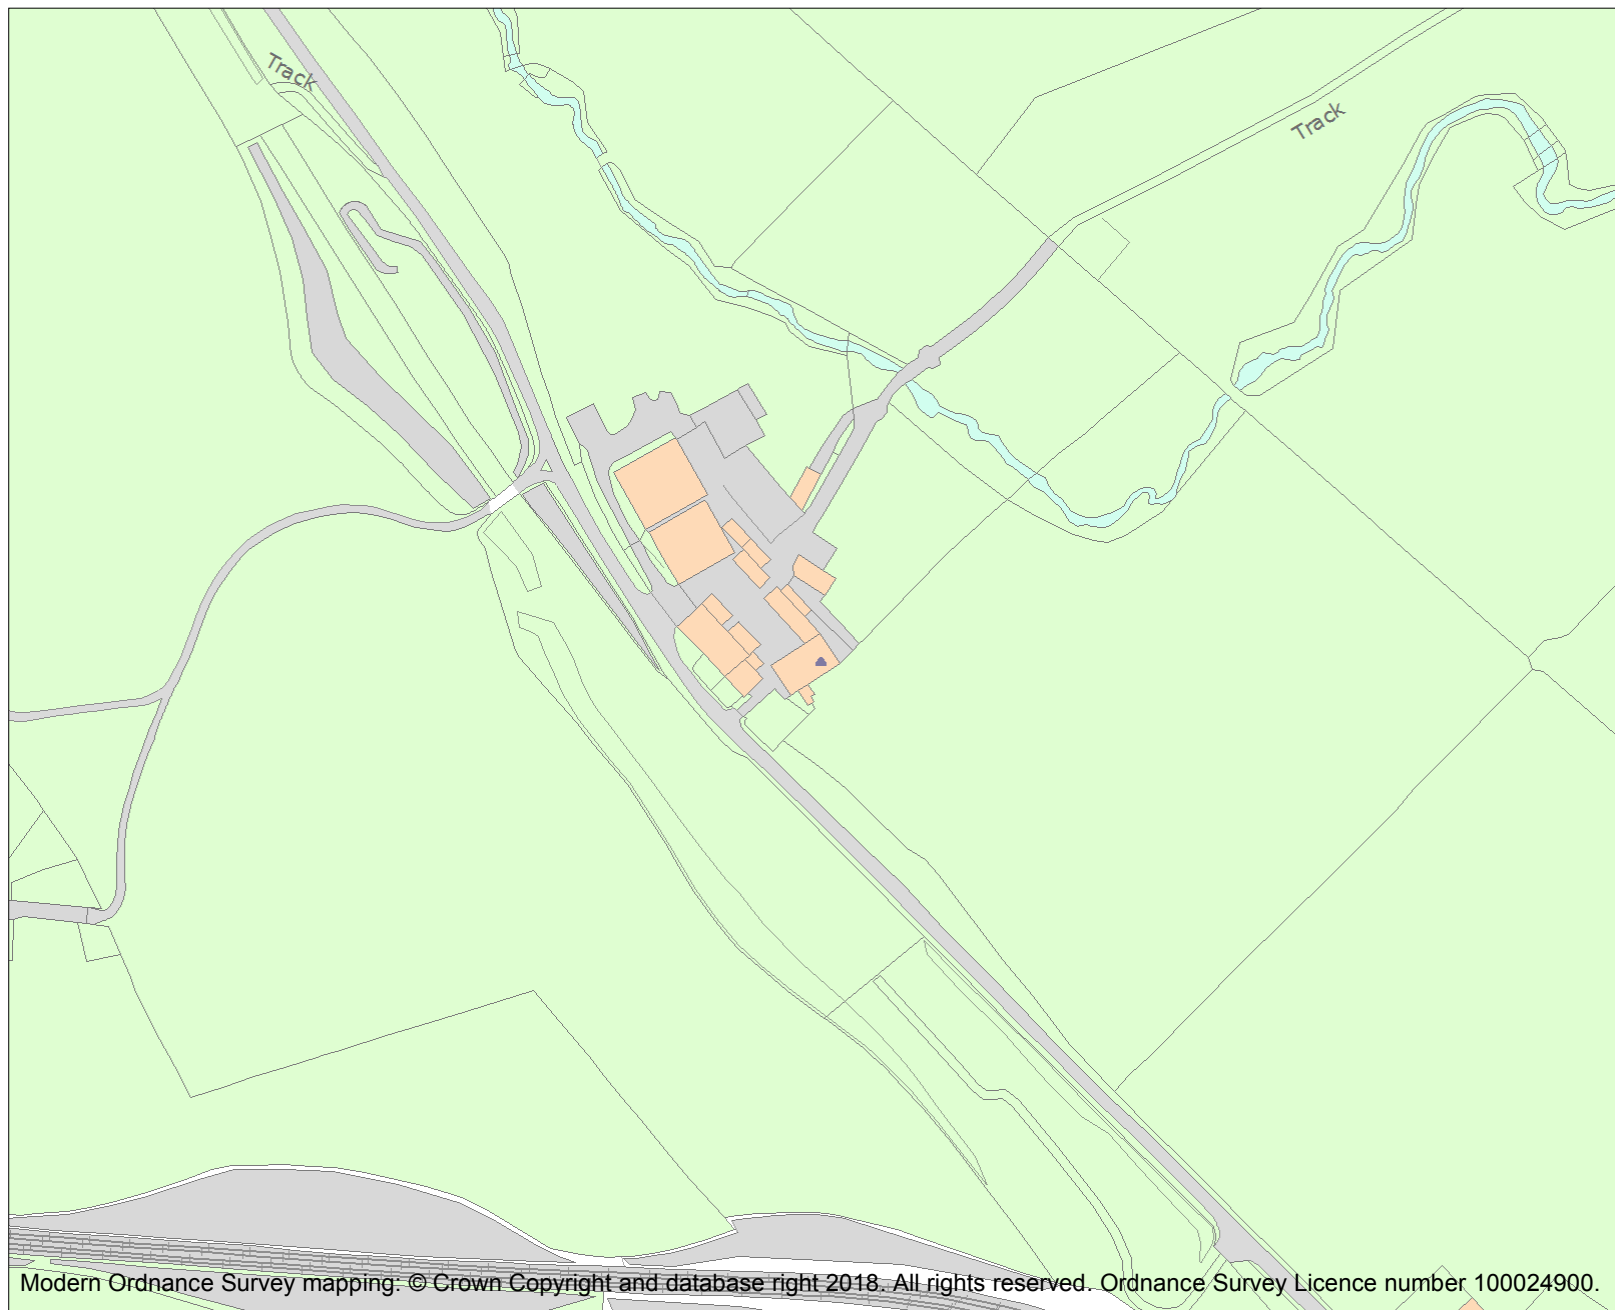 Track
Track
Modern Ordnance Survey mapping: © Crown Copyright and database right 2018. All rights reserved. Ordnance Survey Licence number 100024900.